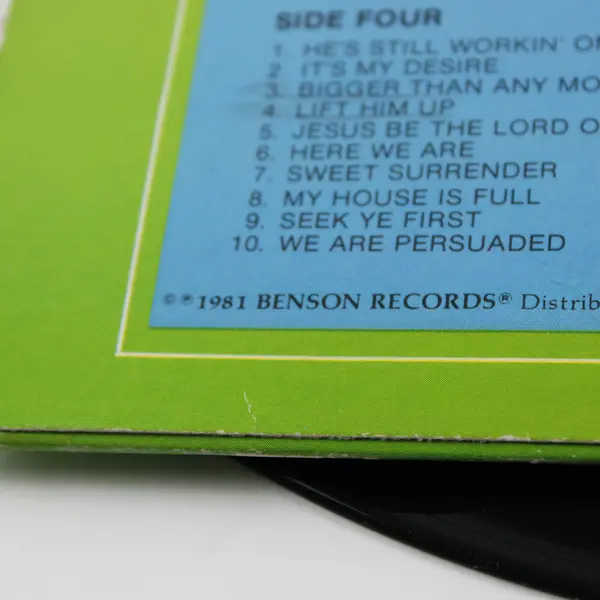 SIDE FOUR
1 HE'S STILL WORKIN' O
2 IT'S MY DESIRE
3. BIGGER THAN ANY MO
4. LIFT HIM UP
5. JESUS BE THE LORD O
6. HERE WE ARE
7. SWEET SURRENDER
8. MY HOUSE IS FULL
9. SEEK YE FIRST
10. WE ARE PERSUADED
©℗1981 BENSON RECORDS® Distrib